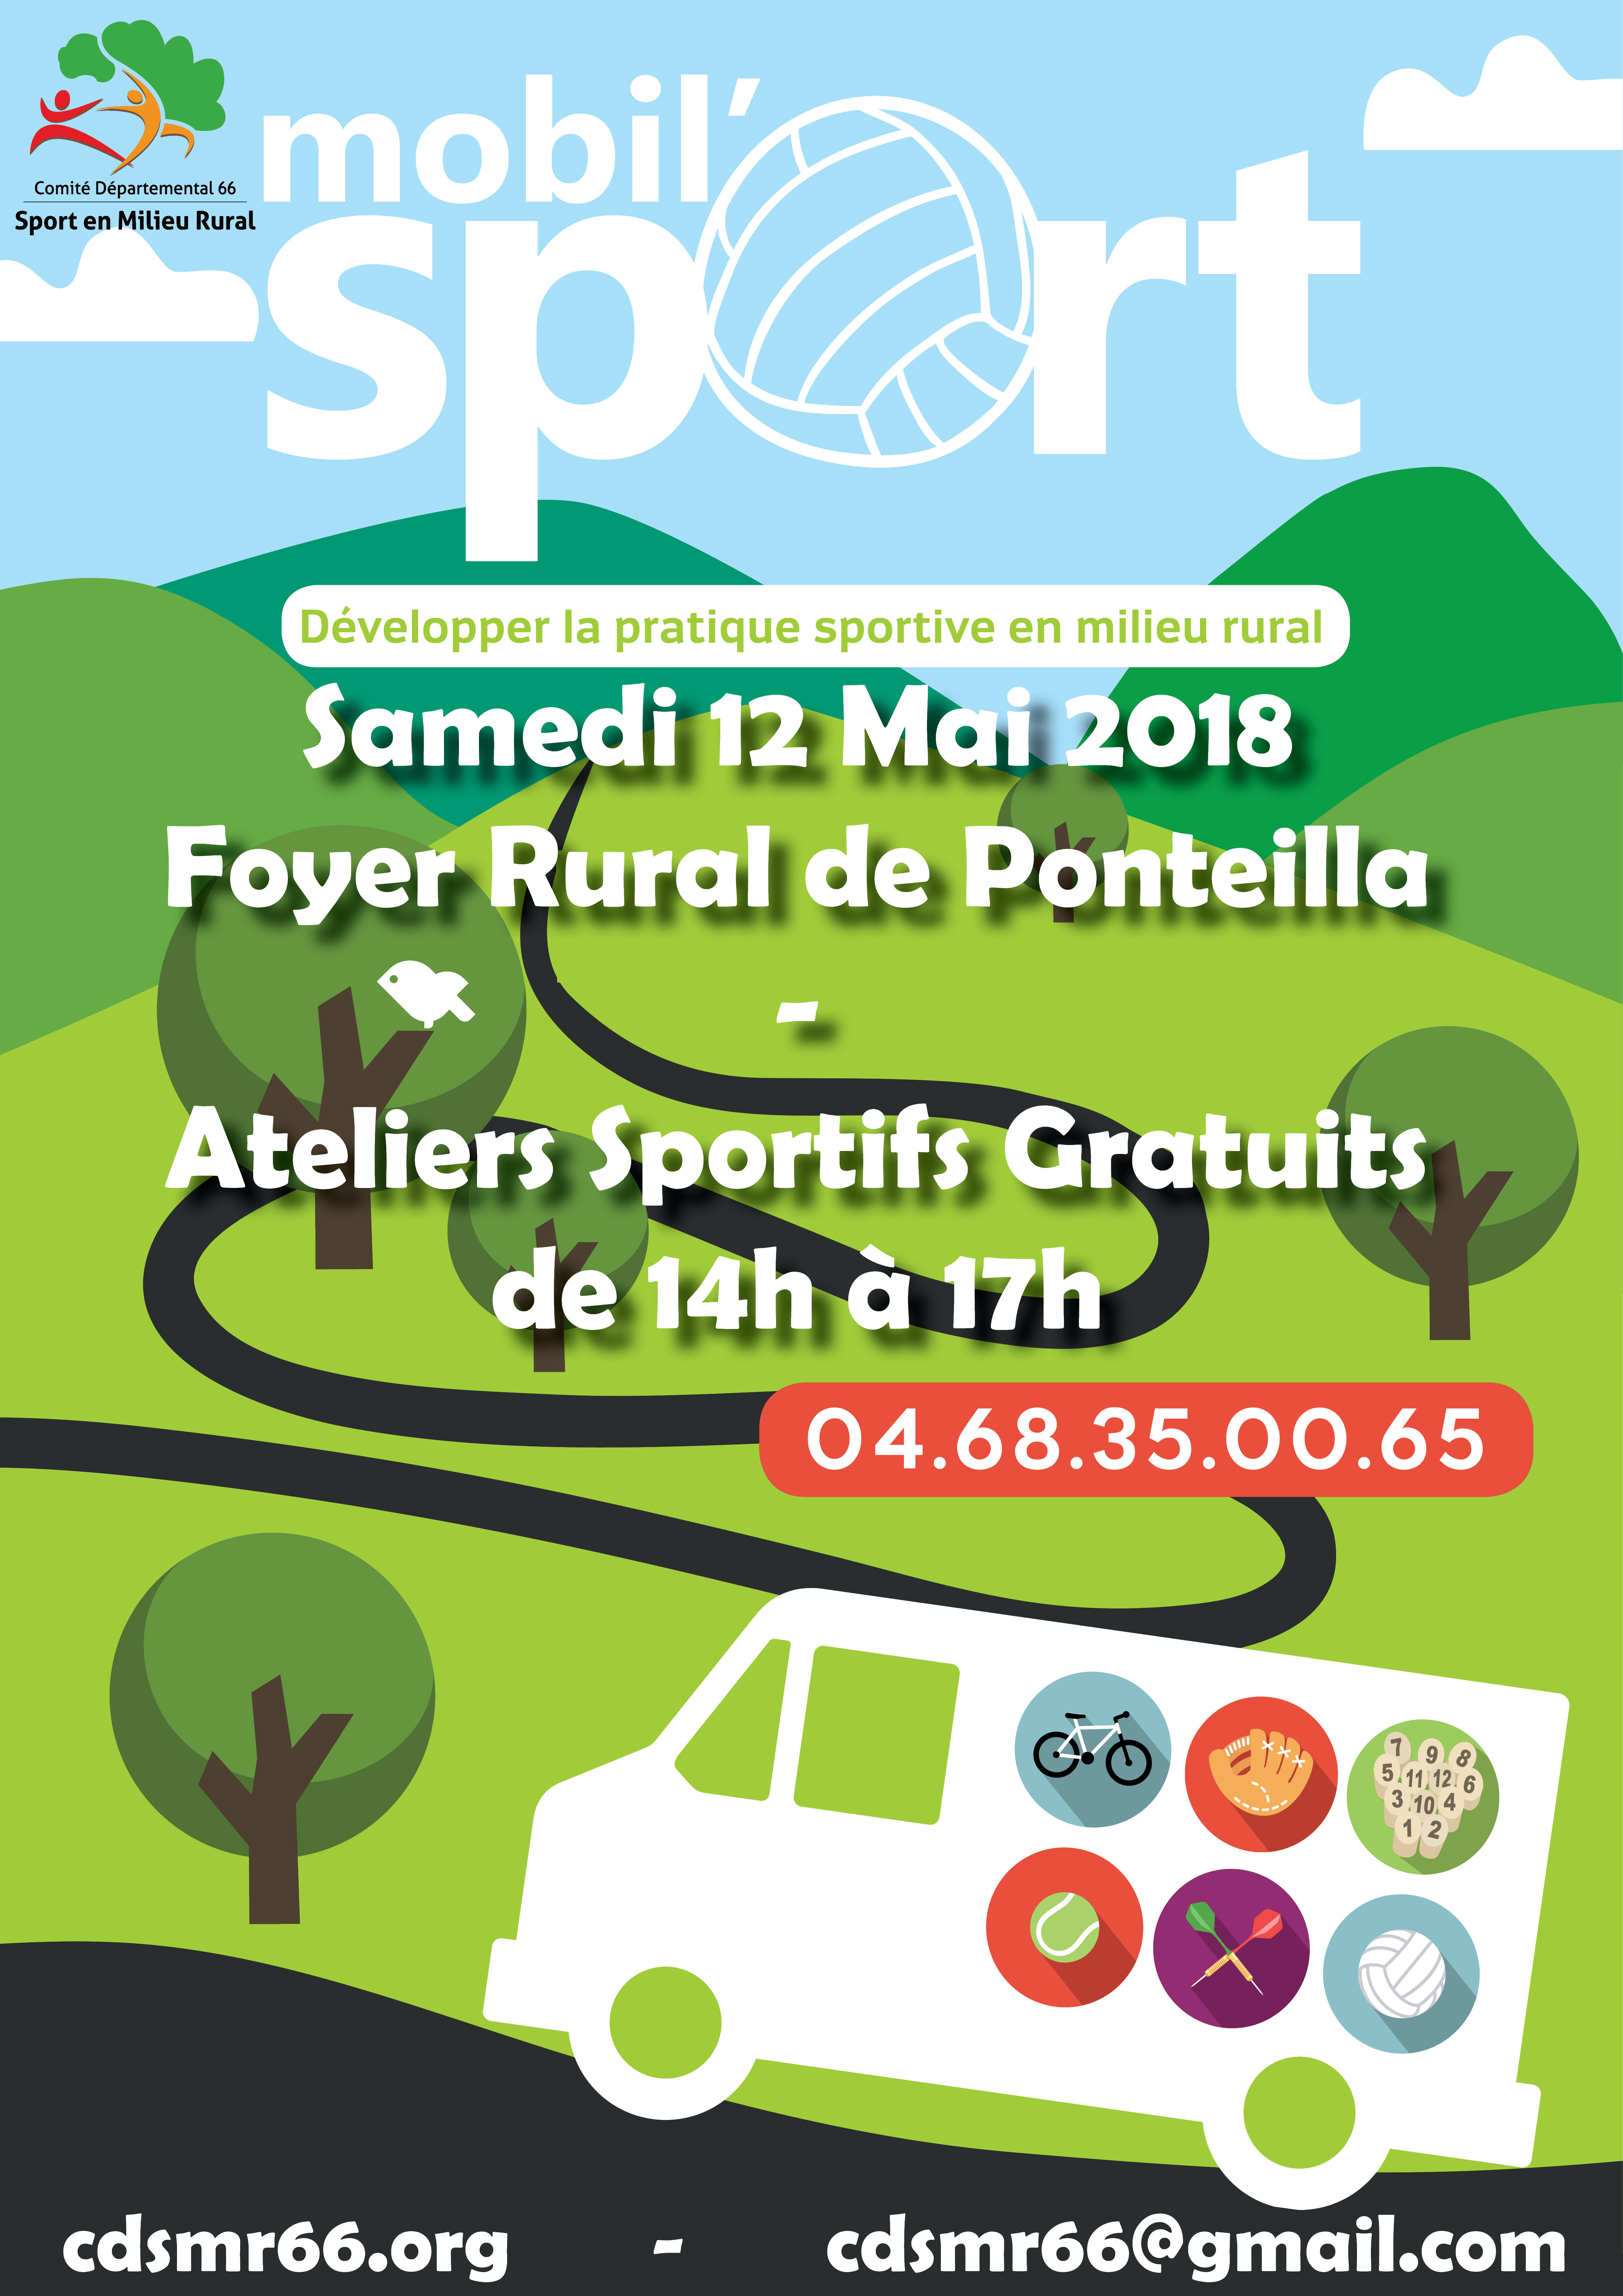 Comité Départemental 66
Sport en Milieu Rural
mobil'
sport
Développer la pratique sportive en milieu rural
Samedi 12 Mai 2018
Foyer Rural de Ponteilla
-
Ateliers Sportifs Gratuits
de 14h à 17h
04.68.35.00.65
7 9 8
5 11 12 6
3 10 4
1 2
cdsmr66.org - cdsmr66@gmail.com